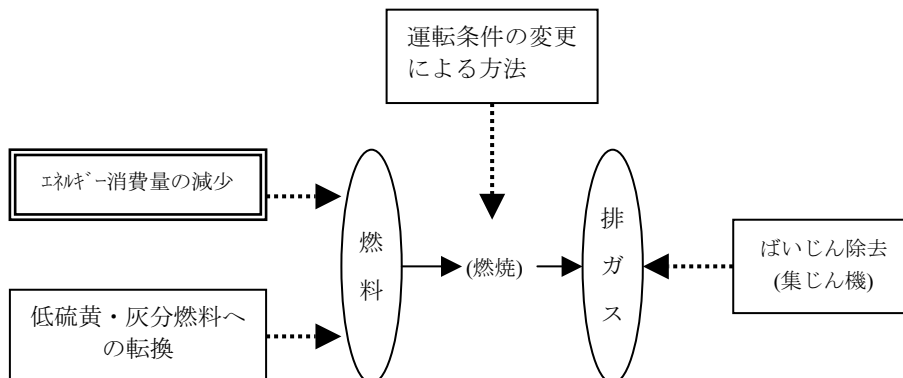 運転条件の変更
による方法
ｴﾈﾙｷﾞｰ消費量の減少
燃料
(燃焼)
排ガス
ばいじん除去
(集じん機)
低硫黄・灰分燃料へ
の転換